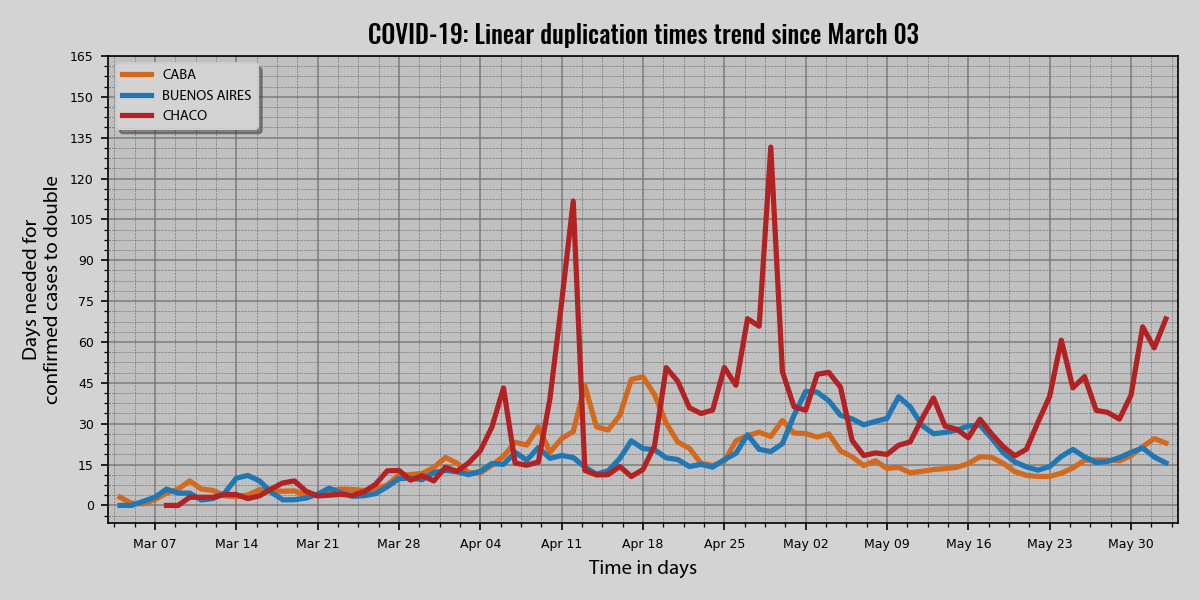 COVID-19: Linear duplication times trend since March 03
165
150
135
120
105
90
75
60
45
30
15
0
CABA
BUENOS AIRES
CHACO
Days needed for
confirmed cases to double
Mar 07 Mar 14 Mar 21 Mar 28 Apr 04 Apr 11 Apr 18 Apr 25 May 02 May 09 May 16 May 23 May 30
Time in days